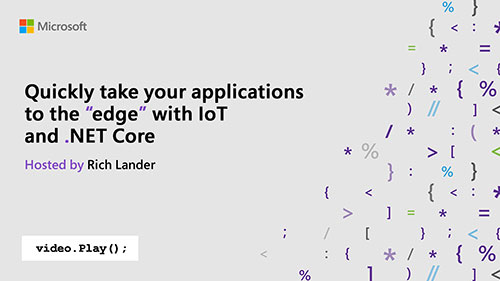 Microsoft
Quickly take your applications
to the “edge” with IoT
and .NET Core
Hosted by Rich Lander
video.Play();
% }
{ < :
= * =
} ; <
* / * { %
) // ]
/ * : ( *
* % > [ <
} : % }
{ < { < :
> ] = * =
; / [ } ; <
< : { * / * { %
% ] ) // ]